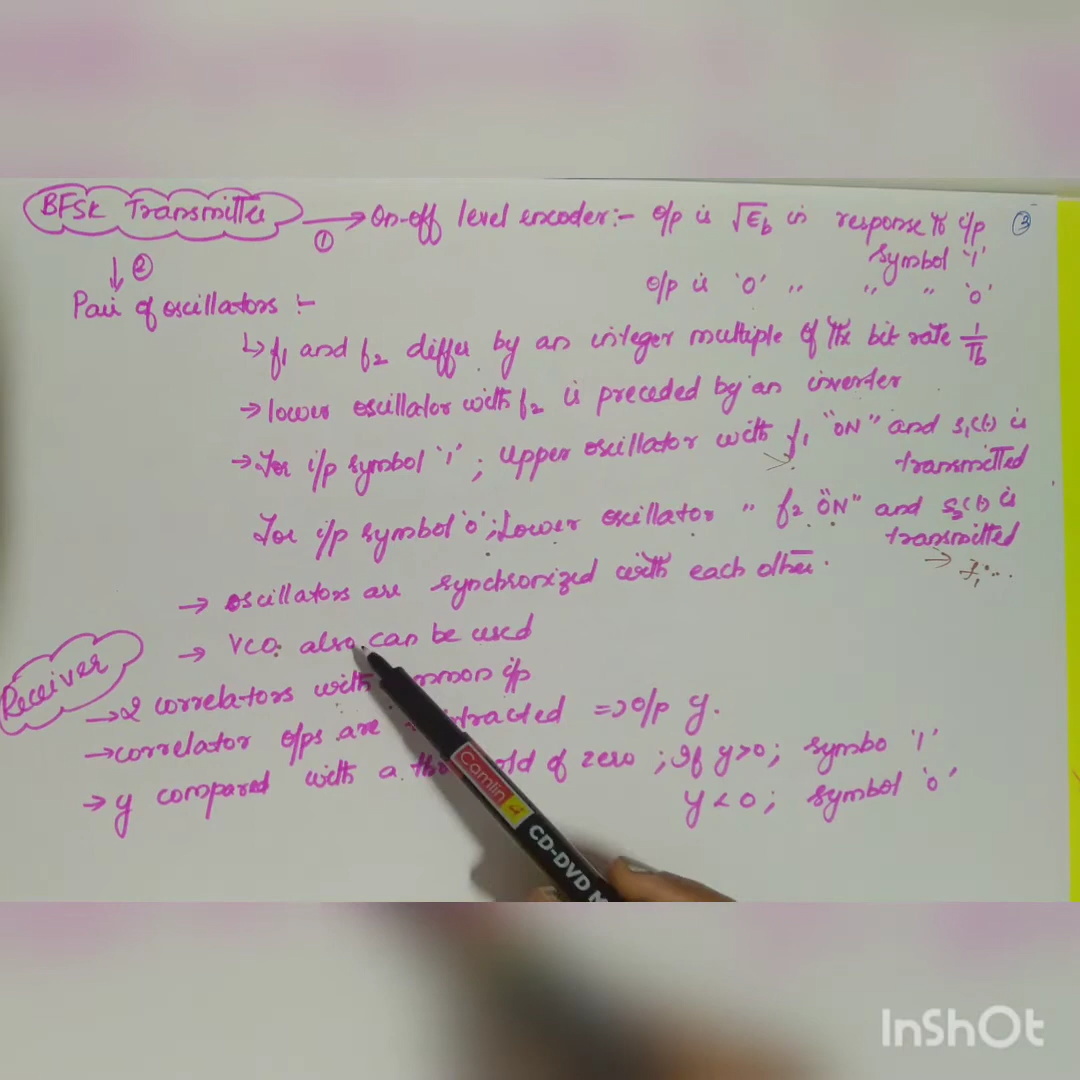 BFSK Transmitter → ① On-off level encoder:- o/p is √Eb in response to i/p ③
symbol '1'
↓ ② o/p is '0' ,, ,, ,, '0'
Pair of oscillators :-
↳ f1 and f2 differ by an integer multiple of the bit rate 1/Tb
→ lower oscillator with f2 is preceded by an inverter
→ For i/p symbol '1' ; Upper oscillator with f1 "ON" and s1(t) is
transmitted
For i/p symbol '0' ; Lower oscillator " f2 "ON" and s2(t) is
transmitted
→ f1
→ oscillators are synchronized with each other.
→ VCO also can be used
Receiver
→ 2 correlators with i/p
→ correlator o/ps are => o/p y.
→ y compared with a of zero ; If y>0; symbo '1'
y < 0; symbol '0'
Camlin
CD-DVD M
InShOt